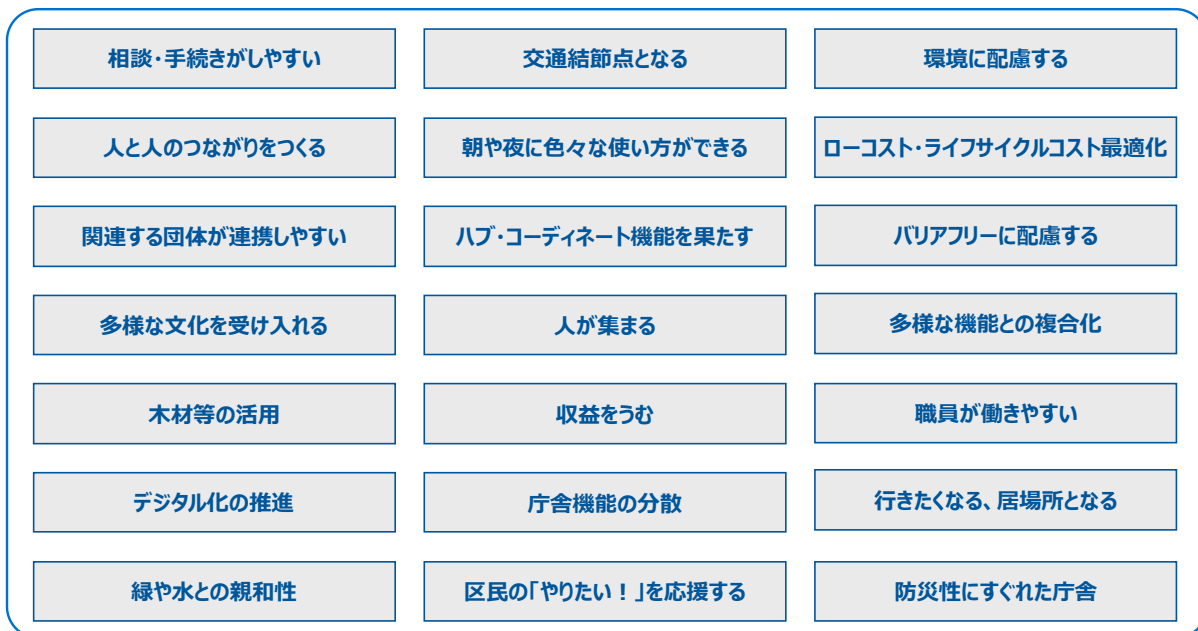 相談・手続きがしやすい
交通結節点となる
環境に配慮する
人と人のつながりをつくる
朝や夜に色々な使い方ができる
ローコスト・ライフサイクルコスト最適化
関連する団体が連携しやすい
ハブ・コーディネート機能を果たす
バリアフリーに配慮する
多様な文化を受け入れる
人が集まる
多様な機能との複合化
木材等の活用
収益をうむ
職員が働きやすい
デジタル化の推進
庁舎機能の分散
行きたくなる、居場所となる
緑や水との親和性
区民の「やりたい！」を応援する
防災性にすぐれた庁舎